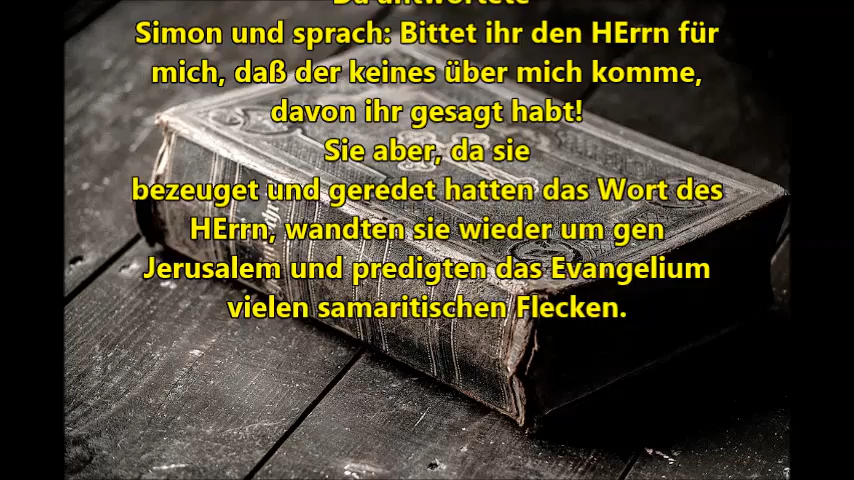 Da antwortete
Simon und sprach: Bittet ihr den HErrn für
mich, daß der keines über mich komme,
davon ihr gesagt habt!
Sie aber, da sie
bezeuget und geredet hatten das Wort des
HErrn, wandten sie wieder um gen
Jerusalem und predigten das Evangelium
vielen samaritischen Flecken.